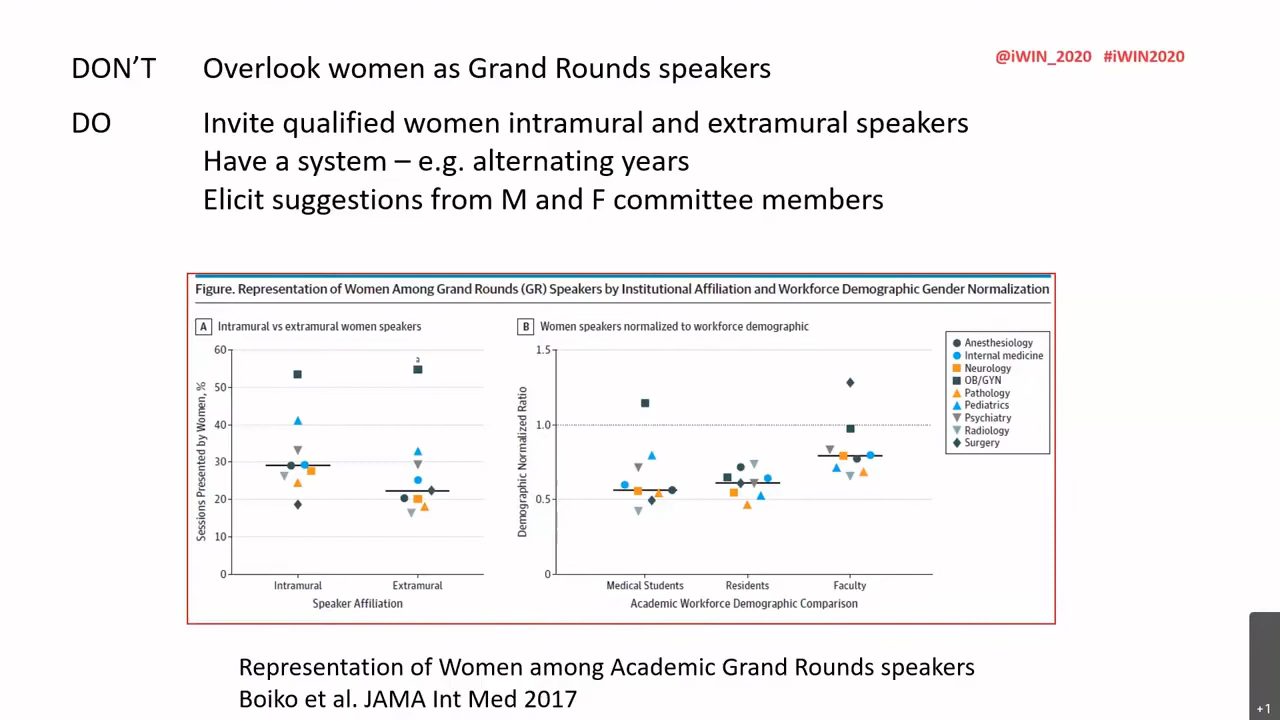 DON'T Overlook women as Grand Rounds speakers
@iWIN_2020 #iWIN2020
DO Invite qualified women intramural and extramural speakers
Have a system – e.g. alternating years
Elicit suggestions from M and F committee members
Figure. Representation of Women Among Grand Rounds (GR) Speakers by Institutional Affiliation and Workforce Demographic Gender Normalization
A Intramural vs extramural women speakers
Sessions Presented by Women, %
60
50
40
30
20
10
0
a
Intramural Extramural
Speaker Affiliation
B Women speakers normalized to workforce demographic
Demographic Normalized Ratio
1.5
1.0
0.5
0
Medical Students Residents Faculty
Academic Workforce Demographic Comparison
Anesthesiology
Internal medicine
Neurology
OB/GYN
Pathology
Pediatrics
Psychiatry
Radiology
Surgery
Representation of Women among Academic Grand Rounds speakers
Boiko et al. JAMA Int Med 2017
+1